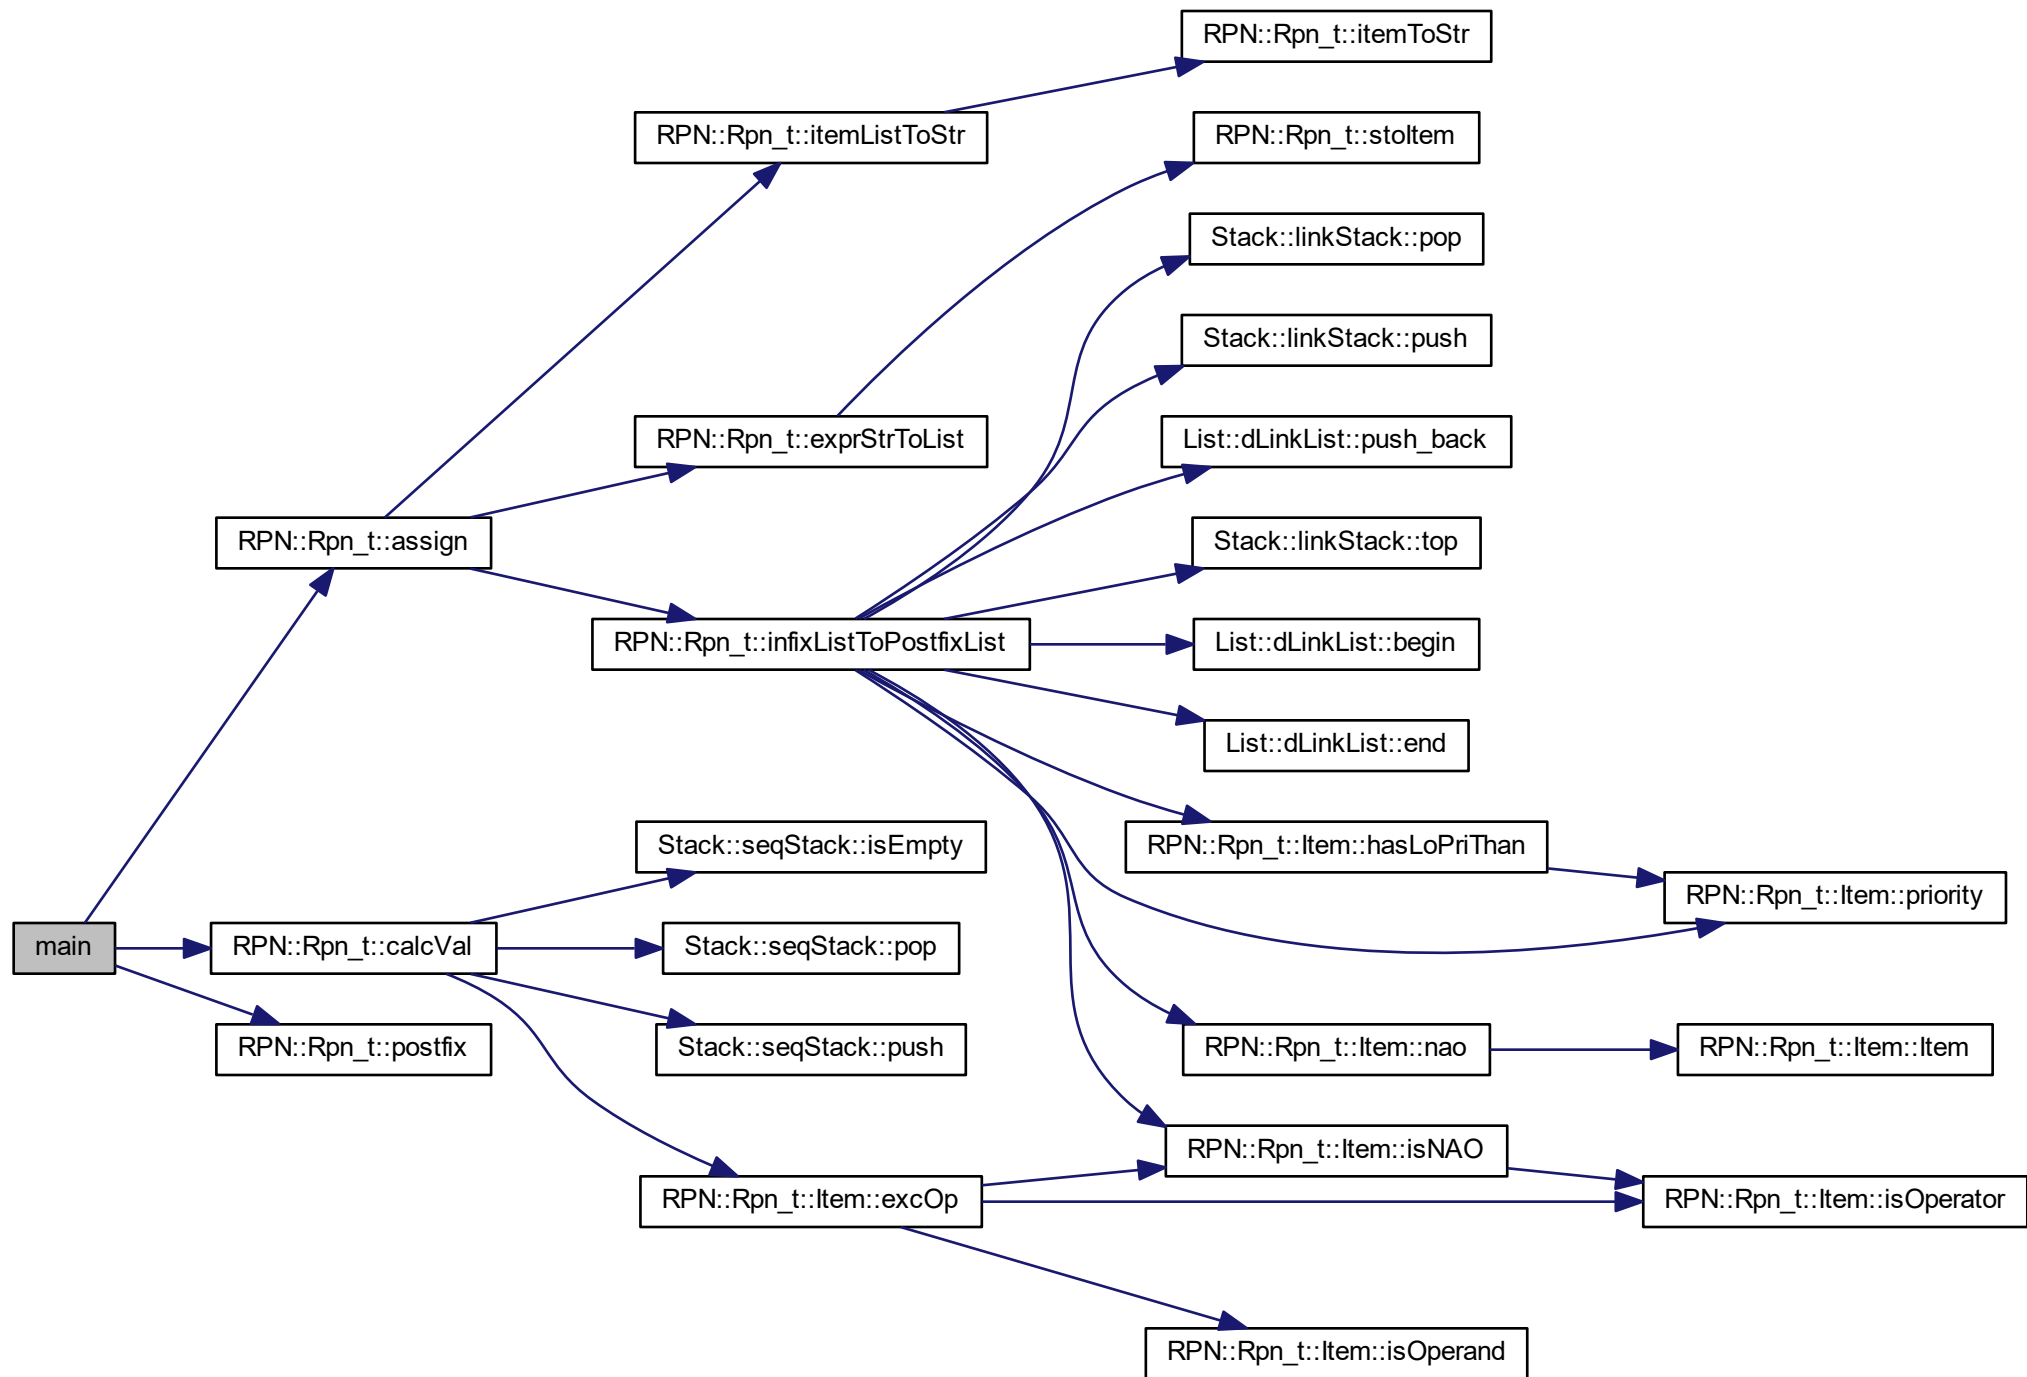 RPN::Rpn_t::itemToStr
RPN::Rpn_t::itemListToStr
RPN::Rpn_t::stoItem
Stack::linkStack::pop
Stack::linkStack::push
RPN::Rpn_t::exprStrToList
List::dLinkList::push_back
RPN::Rpn_t::assign
Stack::linkStack::top
RPN::Rpn_t::infixListToPostfixList
List::dLinkList::begin
List::dLinkList::end
Stack::seqStack::isEmpty
RPN::Rpn_t::Item::hasLoPriThan
RPN::Rpn_t::Item::priority
main
RPN::Rpn_t::calcVal
Stack::seqStack::pop
RPN::Rpn_t::postfix
Stack::seqStack::push
RPN::Rpn_t::Item::nao
RPN::Rpn_t::Item::Item
RPN::Rpn_t::Item::isNAO
RPN::Rpn_t::Item::excOp
RPN::Rpn_t::Item::isOperator
RPN::Rpn_t::Item::isOperand